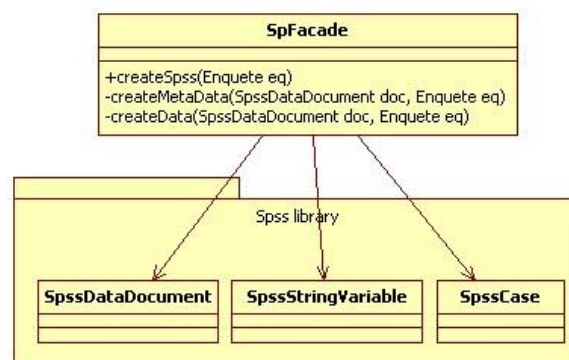 SpFacade
+createSpss(Enquete eq)
-createMetaData(SpssDataDocument doc, Enquete eq)
-createData(SpssDataDocument doc, Enquete eq)
Spss library
SpssDataDocument
SpssStringVariable
SpssCase